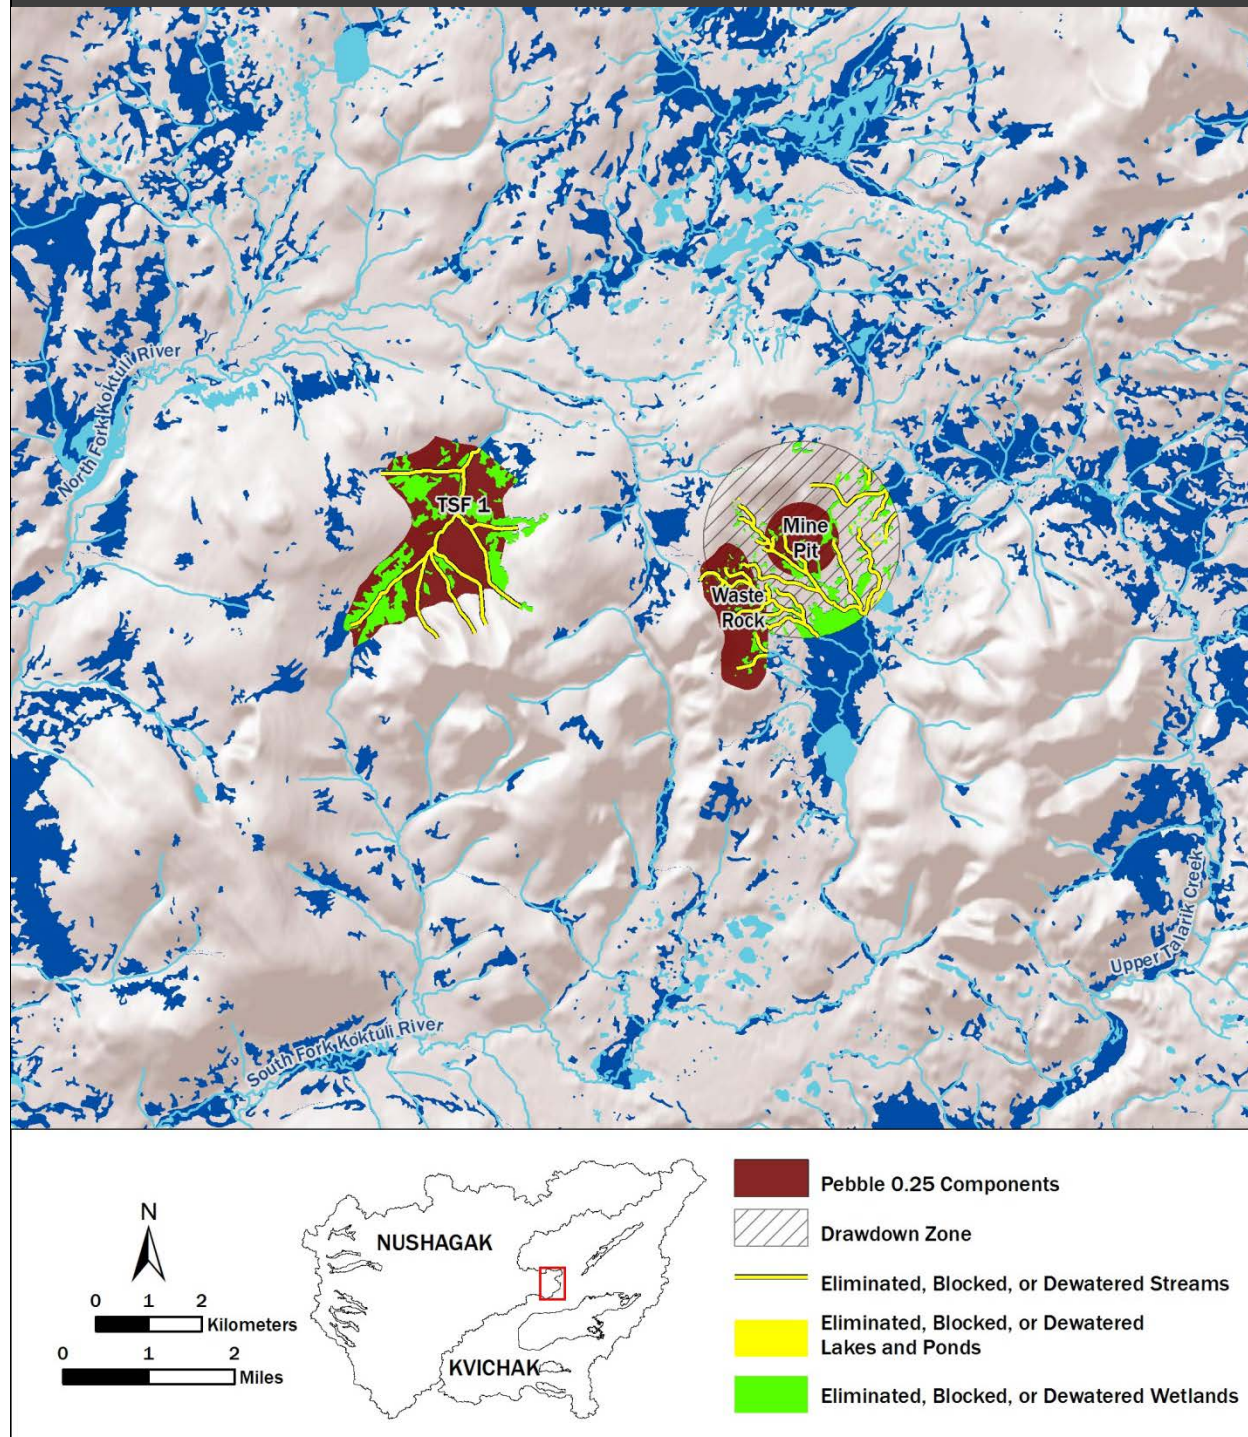 North Fork Koktuli River
TSF 1
Mine
Pit
Waste
Rock
Upper Talarik Creek
South Fork Koktuli River
N
0 1 2
Kilometers
0 1 2
Miles
NUSHAGAK
KVICHAK
Pebble 0.25 Components
Drawdown Zone
Eliminated, Blocked, or Dewatered Streams
Eliminated, Blocked, or Dewatered
Lakes and Ponds
Eliminated, Blocked, or Dewatered Wetlands